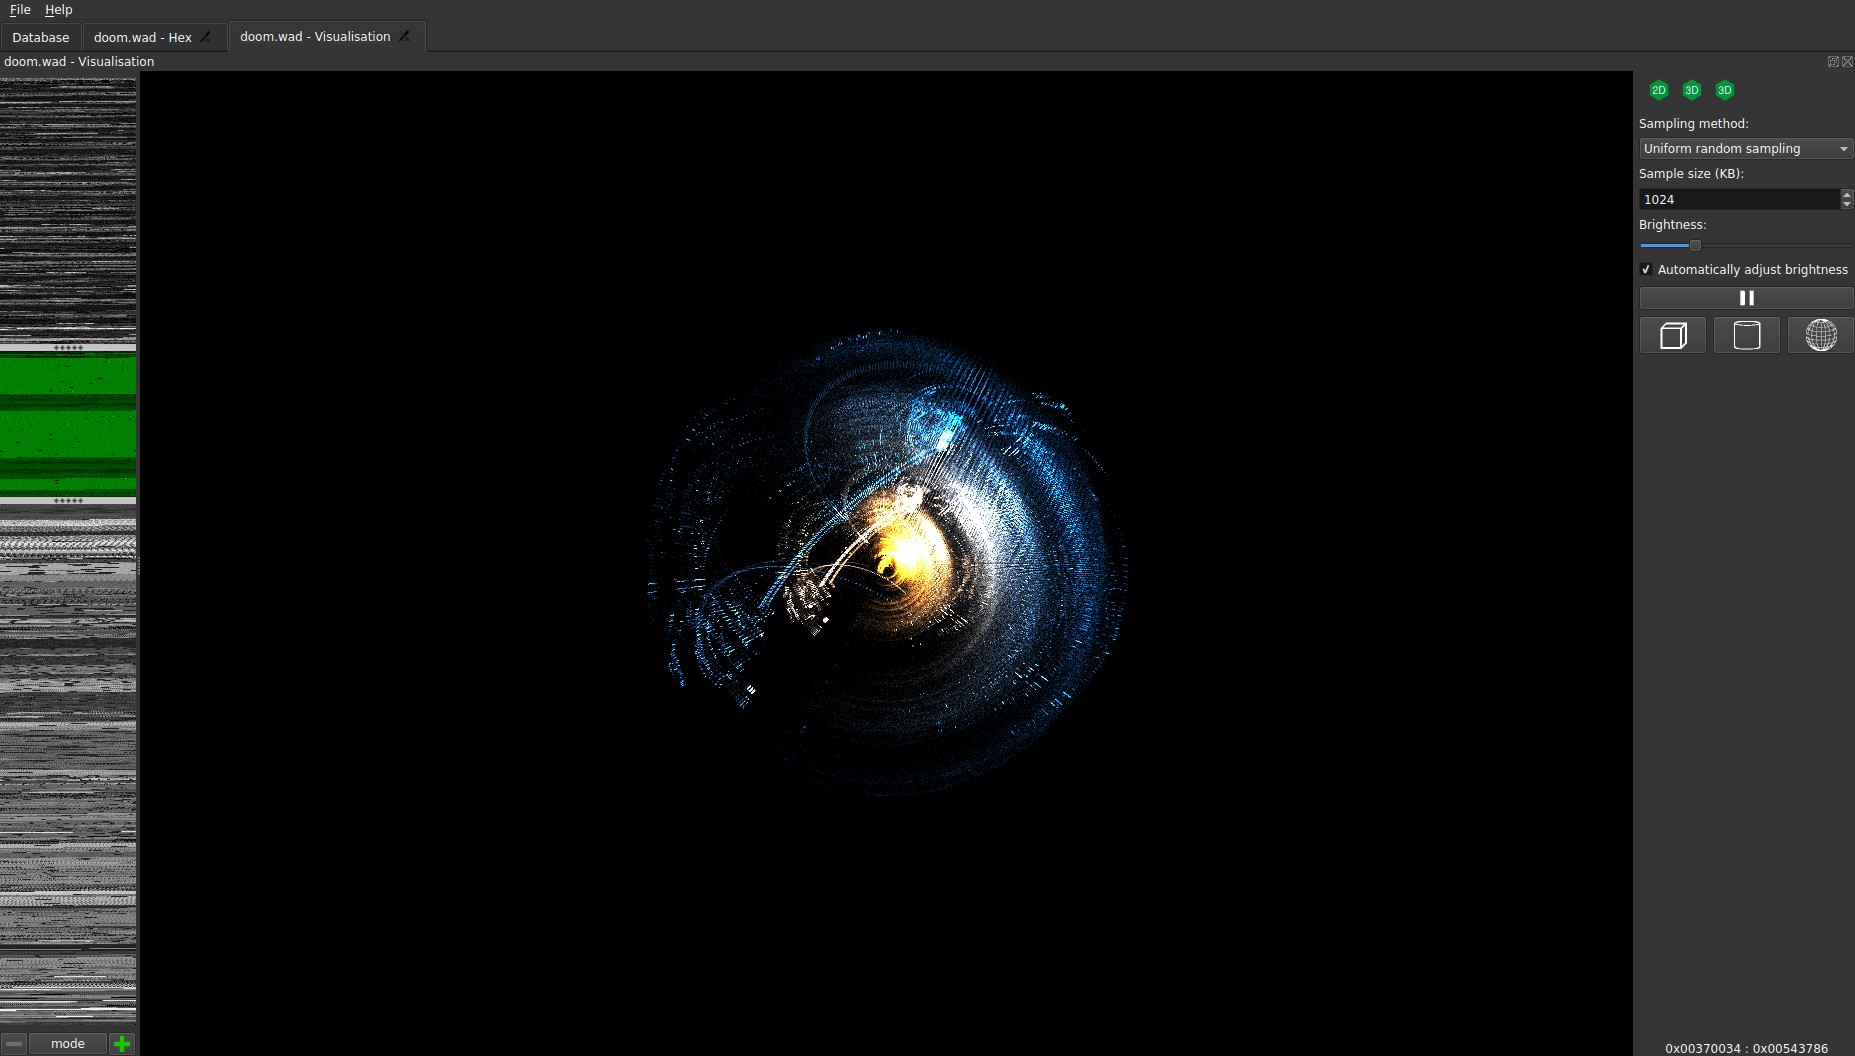 File Help
Database doom.wad - Hex doom.wad - Visualisation
doom.wad - Visualisation
2D 3D 3D
Sampling method:
Uniform random sampling
Sample size (KB):
1024
Brightness:
Automatically adjust brightness
mode
0x00370034 : 0x00543786